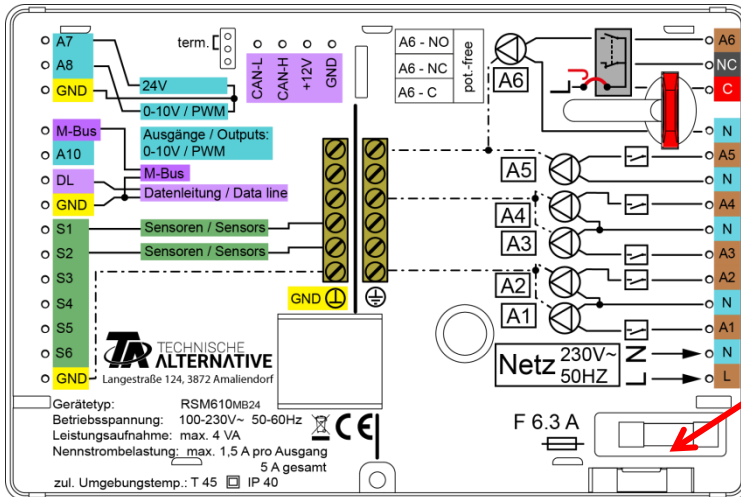 A7
A8
GND
M-Bus
A10
DL
GND
S1
S2
S3
S4
S5
S6
GND
24V
0-10V / PWM
Ausgänge / Outputs:
0-10V / PWM
M-Bus
Datenleitung / Data line
Sensoren / Sensors
Sensoren / Sensors
term.
CAN-L
CAN-H
+12V
GND
A6 - NO
A6 - NC
A6 - C
pot.-free
A6
A5
A4
A3
A2
A1
A6
NC
C
N
A5
N
A4
N
A3
A2
N
A1
N
L
GND
Netz 230V~
50HZ
L N
F 6.3 A
TA TECHNISCHE
ALTERNATIVE
Langestraße 124, 3872 Amaliendorf
Gerätetyp: RSM610MB24
Betriebsspannung: 100-230V~ 50-60Hz
Leistungsaufnahme: max. 4 VA
Nennstrombelastung: max. 1,5 A pro Ausgang
5 A gesamt
zul. Umgebungstemp.: T 45 IP 40
CE